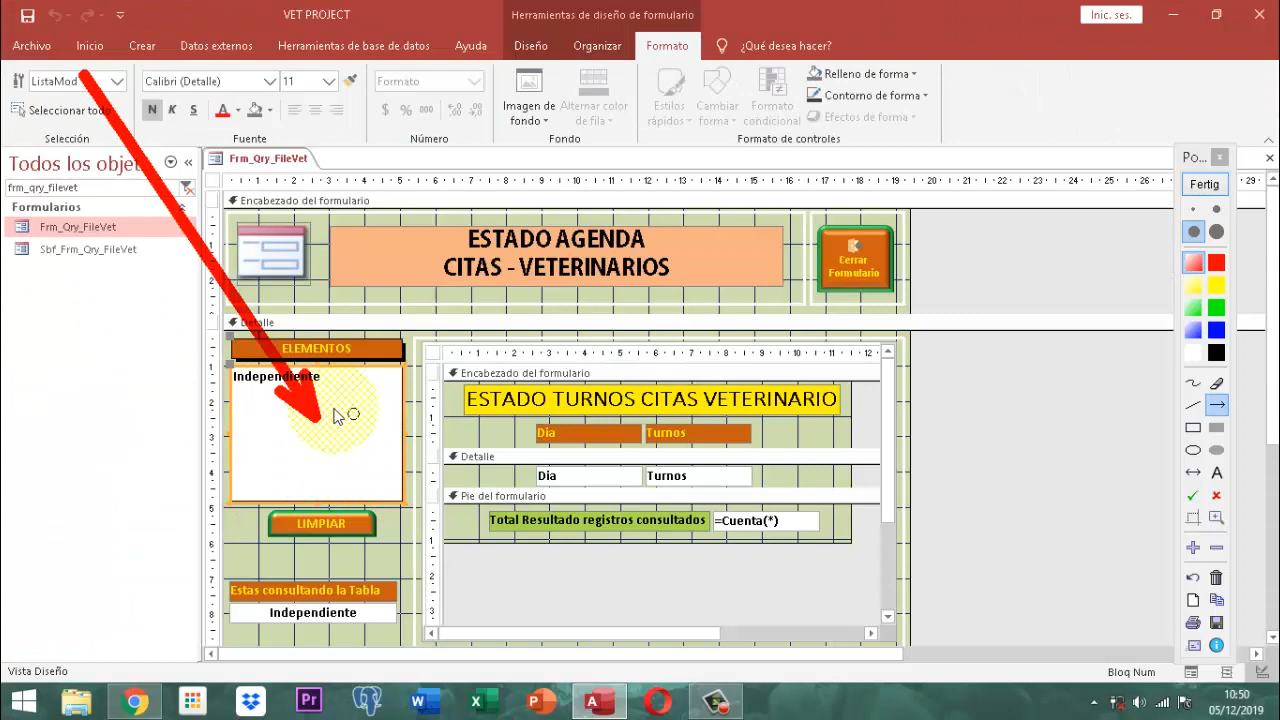 VET PROJECT
Herramientas de diseño de formulario
Inic. ses.
Archivo Inicio Crear Datos externos Herramientas de base de datos Ayuda Diseño Organizar Formato ¿Qué desea hacer?
ListaMod Calibri (Detalle) 11 Formato
Seleccionar todo
N K S A
$ % 000
Imagen de fondo
Alternar color de fila
Estilos rápidos
Cambiar forma
Formato condicional
Relleno de forma
Contorno de forma
Efectos de forma
Selección Fuente Número Fondo Formato de controles
Todos los objet
frm_qry_filevet
Formularios
Frm_Qry_FileVet
Sbf_Frm_Qry_FileVet
Frm_Qry_FileVet
Po...
Fertig
Encabezado del formulario
ESTADO AGENDA
CITAS - VETERINARIOS
Cerrar
Formulario
Detalle
ELEMENTOS
Independiente
LIMPIAR
Estas consultando la Tabla
Independiente
Encabezado del formulario
ESTADO TURNOS CITAS VETERINARIO
Dia Turnos
Detalle
Dia Turnos
Pie del formulario
Total Resultado registros consultados =Cuenta(*)
Vista Diseño
Bloq Num
10:50
05/12/2019